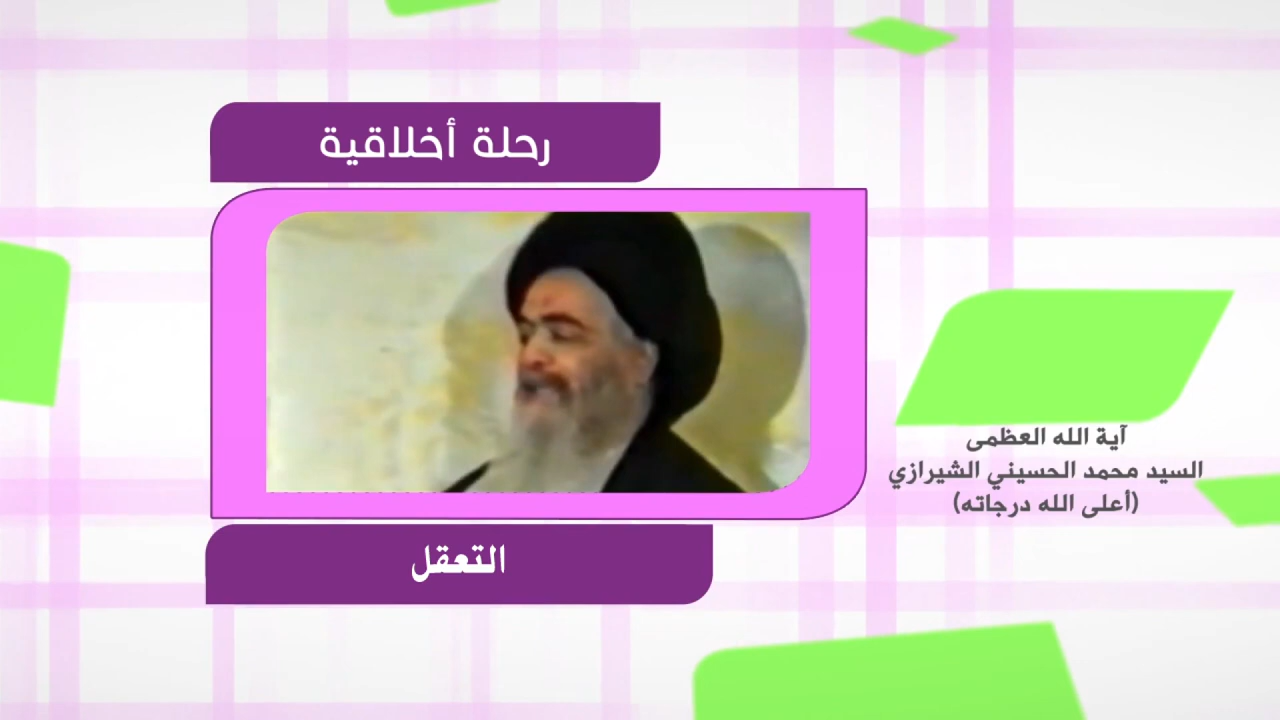 رحلة أخلاقية
آية الله العظمى
السيد محمد الحسيني الشيرازي
(أعلى الله درجاته)
التعقل